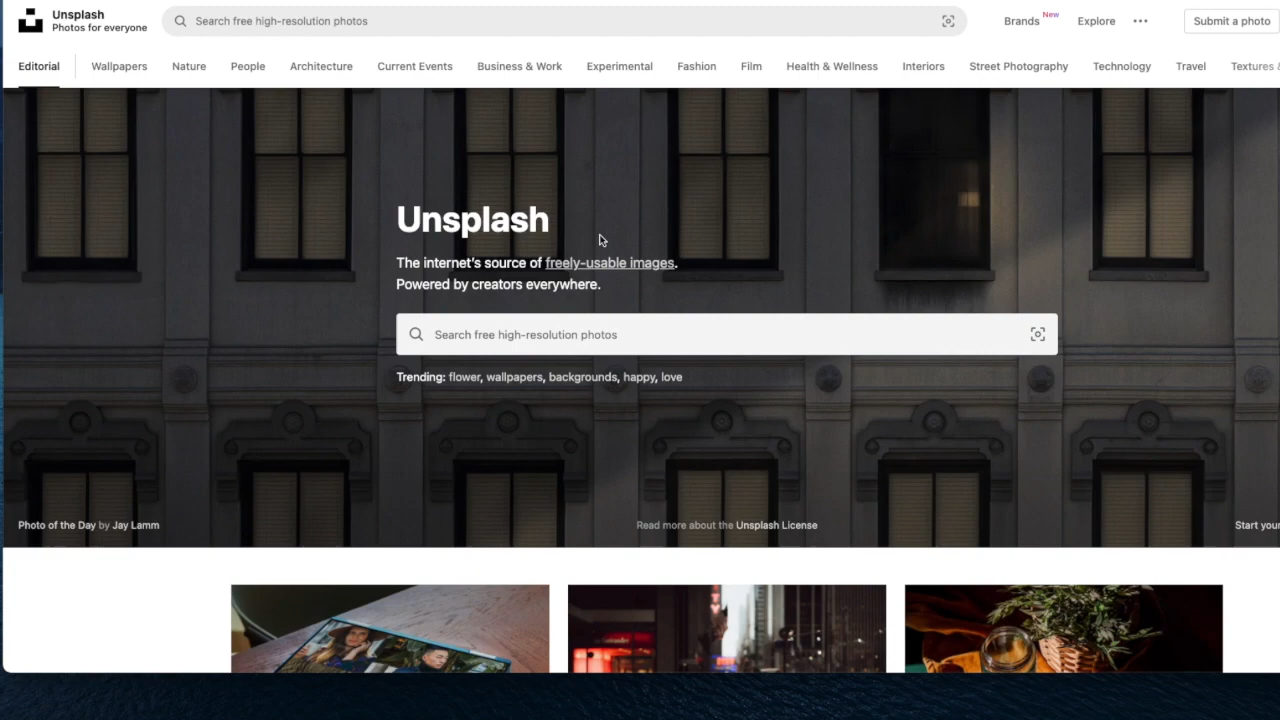 Unsplash
Photos for everyone
Search free high-resolution photos
Brands New
Explore
Submit a photo
Editorial
Wallpapers
Nature
People
Architecture
Current Events
Business & Work
Experimental
Fashion
Film
Health & Wellness
Interiors
Street Photography
Technology
Travel
Textures &
Unsplash
The internet's source of freely-usable images.
Powered by creators everywhere.
Search free high-resolution photos
Trending: flower, wallpapers, backgrounds, happy, love
Photo of the Day by Jay Lamm
Read more about the Unsplash License
Start your